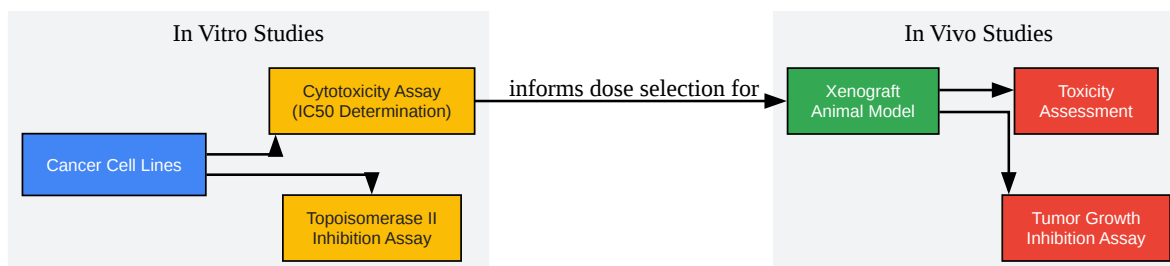 In Vitro Studies
Cytotoxicity Assay
(IC50 Determination)
Cancer Cell Lines
Topoisomerase II
Inhibition Assay
informs dose selection for
In Vivo Studies
Xenograft
Animal Model
Toxicity
Assessment
Tumor Growth
Inhibition Assay